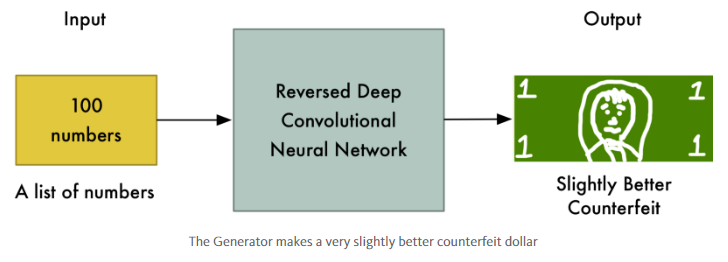 Input
Output
100
numbers
A list of numbers
Reversed Deep
Convolutional
Neural Network
1 1
1 1
Slightly Better
Counterfeit
The Generator makes a very slightly better counterfeit dollar